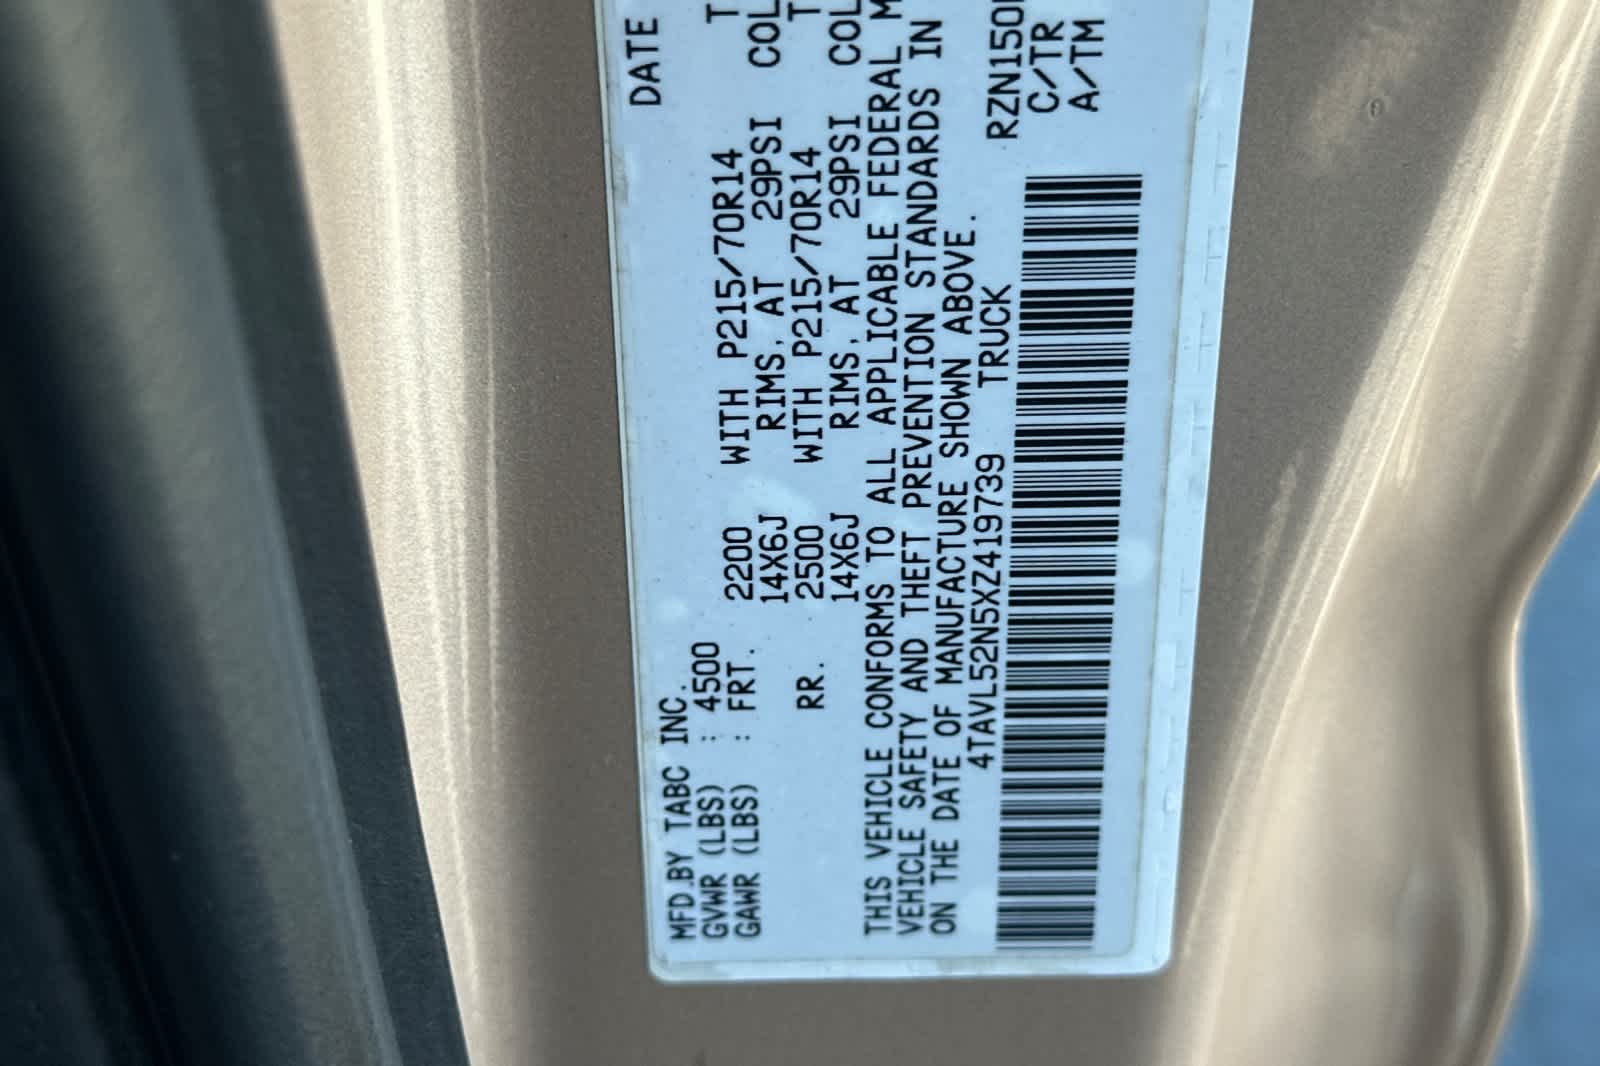 MFD.BY TABC INC. DATE
GVWR (LBS) : 4500
GAWR (LBS) : FRT. 2200 WITH P215/70R14 T
14X6J RIMS, AT 29PSI COL
RR. 2500 WITH P215/70R14 T
14X6J RIMS, AT 29PSI COL
THIS VEHICLE CONFORMS TO ALL APPLICABLE FEDERAL M
VEHICLE SAFETY AND THEFT PREVENTION STANDARDS IN
ON THE DATE OF MANUFACTURE SHOWN ABOVE.
4TAVL52N5XZ419739 TRUCK RZN150
C/TR
A/TM